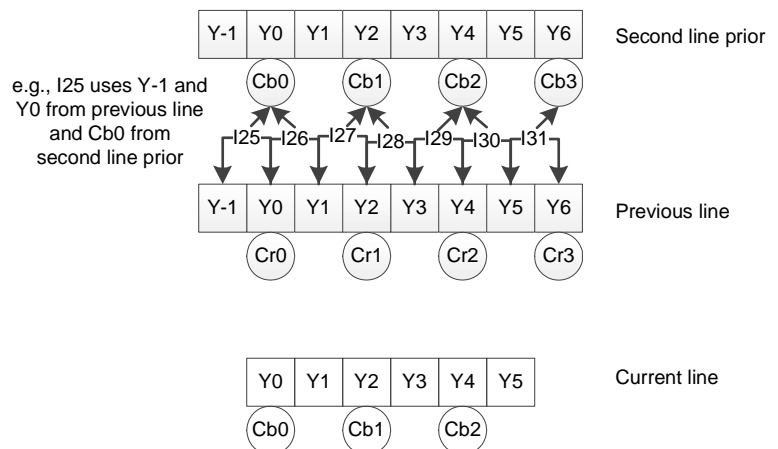 Y-1 Y0 Y1 Y2 Y3 Y4 Y5 Y6 Second line prior
Cb0 Cb1 Cb2 Cb3
e.g., I25 uses Y-1 and
Y0 from previous line
and Cb0 from
second line prior
I25 I26 I27 I28 I29 I30 I31
Y-1 Y0 Y1 Y2 Y3 Y4 Y5 Y6 Previous line
Cr0 Cr1 Cr2 Cr3
Y0 Y1 Y2 Y3 Y4 Y5 Current line
Cb0 Cb1 Cb2